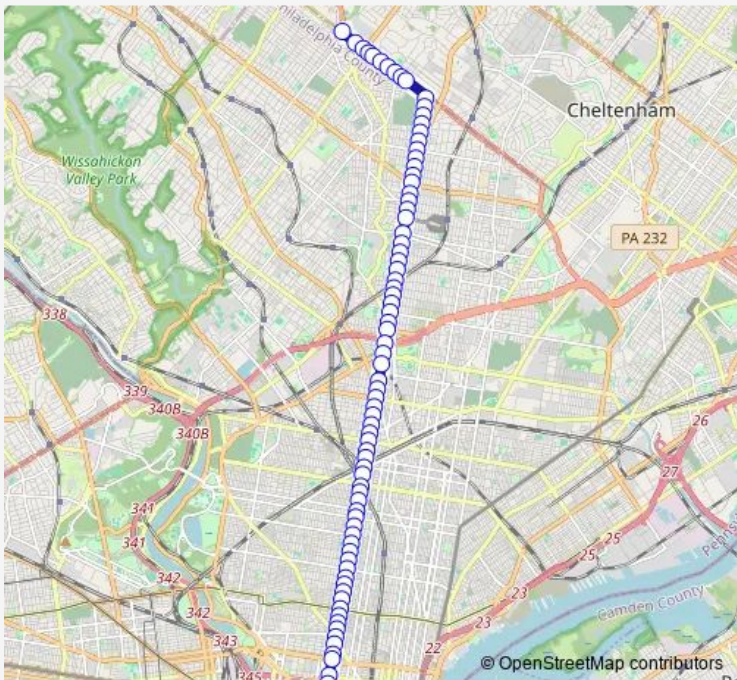 Philadelphia County
Cheltenham
Wissahickon
Valley Park
PA 232
338
339
340B
340B
26
27
341
341
25
25
342
342
23
23
Camden County
343
22
345
© OpenStreetMap contributors